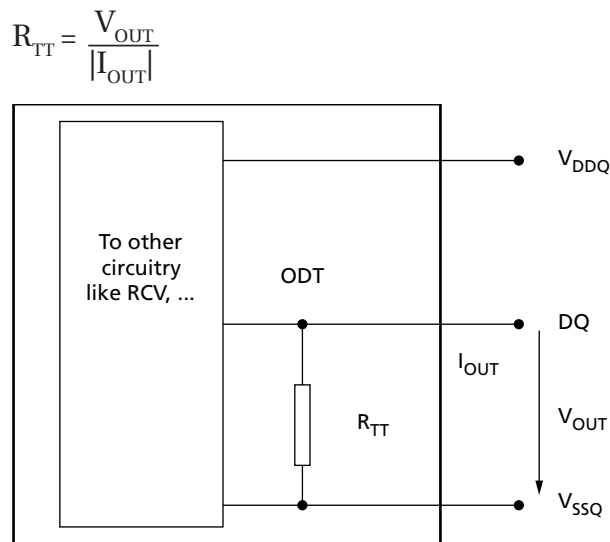 R_TT = V_OUT / |I_OUT|
V_DDQ
To other
circuitry
like RCV, ...
ODT
DQ
I_OUT
R_TT
V_OUT
V_SSQ